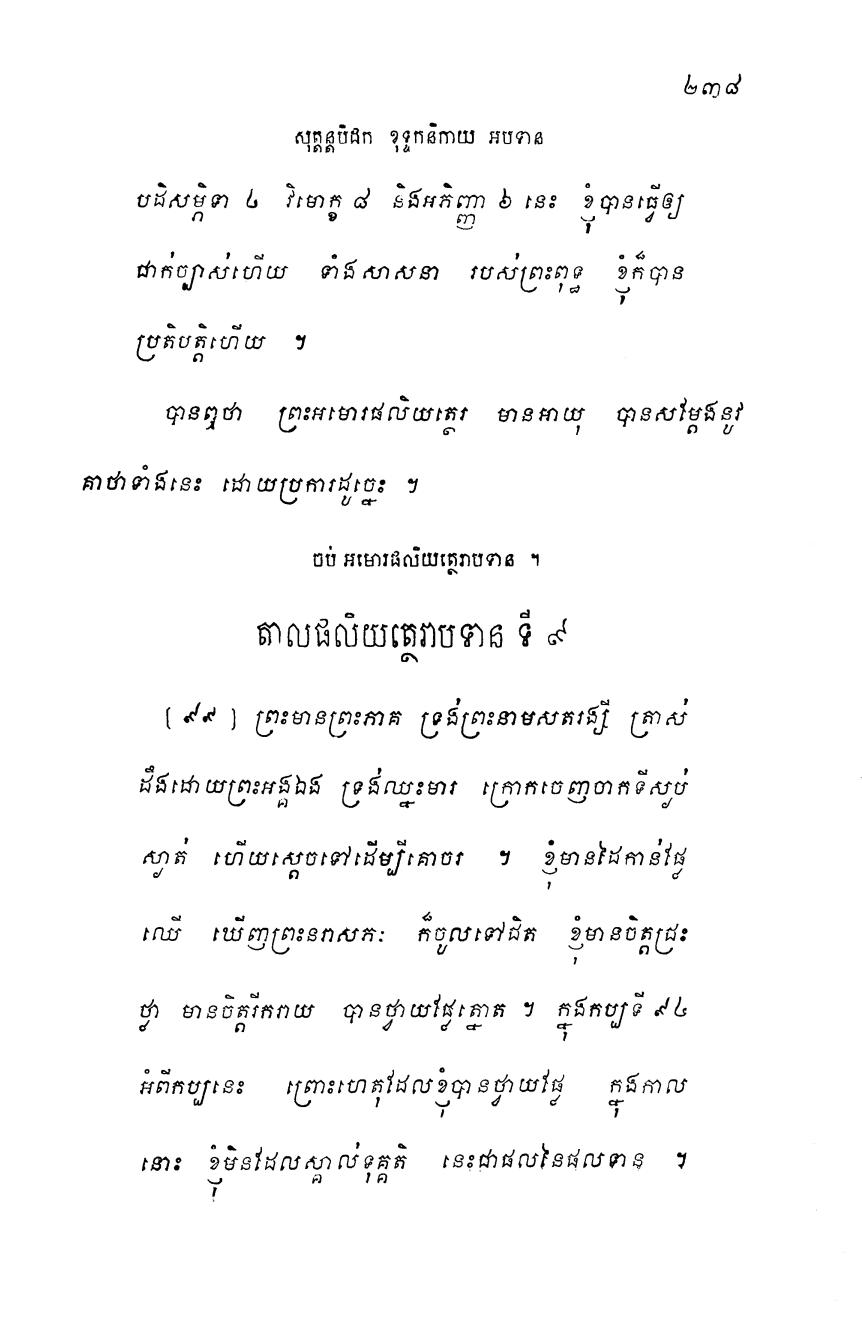 ២៣៨
សុត្តន្តបិដក ខុទ្ទកនិកាយ អបទាន
បដិសម្ភិទា ៤ វិមោក្ខ ៨ និងអភិញ្ញា ៦ នេះ ខ្ញុំបានធ្វើឲ្យ
ជាក់ច្បាស់ហើយ ទាំងសាសនា របស់ព្រះពុទ្ធ ខ្ញុំក៏បាន
ប្រតិបត្តិហើយ ។
បានឮថា ព្រះអមោរផលិយត្ថេរ មានអាយុ បានសម្តែងនូវ
គាថាទាំងនេះ ដោយប្រការដូច្នេះ ។
ចប់ អមោរផលិយត្ថេរាបទាន ។
តាលផលិយត្ថេរាបទាន ទី ៩
[ ៩៩ ] ព្រះមានព្រះភាគ ទ្រង់ព្រះនាមសតរង្សី ត្រាស់
ដឹងដោយព្រះអង្គឯង ទ្រង់ឈ្នះមារ ក្រោកចេញចាកទីស្ងប់
ស្ងាត់ ហើយស្តេចទៅដើម្បីគោចរ ។ ខ្ញុំមានដៃកាន់ផ្លែ
ឈើ ឃើញព្រះនរាសភៈ ក៏ចូលទៅជិត ខ្ញុំមានចិត្តជ្រះ
ថ្លា មានចិត្តរីករាយ បានថ្វាយផ្លែត្នោត ។ ក្នុងកប្បទី ៩៤
អំពីកប្បនេះ ព្រោះហេតុដែលខ្ញុំបានថ្វាយផ្លែ ក្នុងកាល
នោះ ខ្ញុំមិនដែលស្គាល់ទុគ្គតិ នេះជាផលនៃផលទាន ។